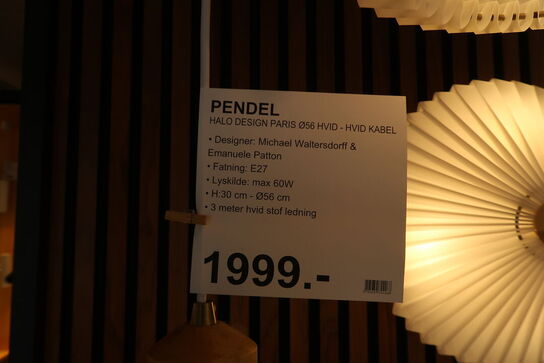 PENDEL
HALO DESIGN PARIS Ø56 HVID - HVID KABEL
• Designer: Michael Waltersdorff &
Emanuele Patton
• Fatning: E27
• Lyskilde: max 60W
• H:30 cm - Ø56 cm
• 3 meter hvid stof ledning
1999.-